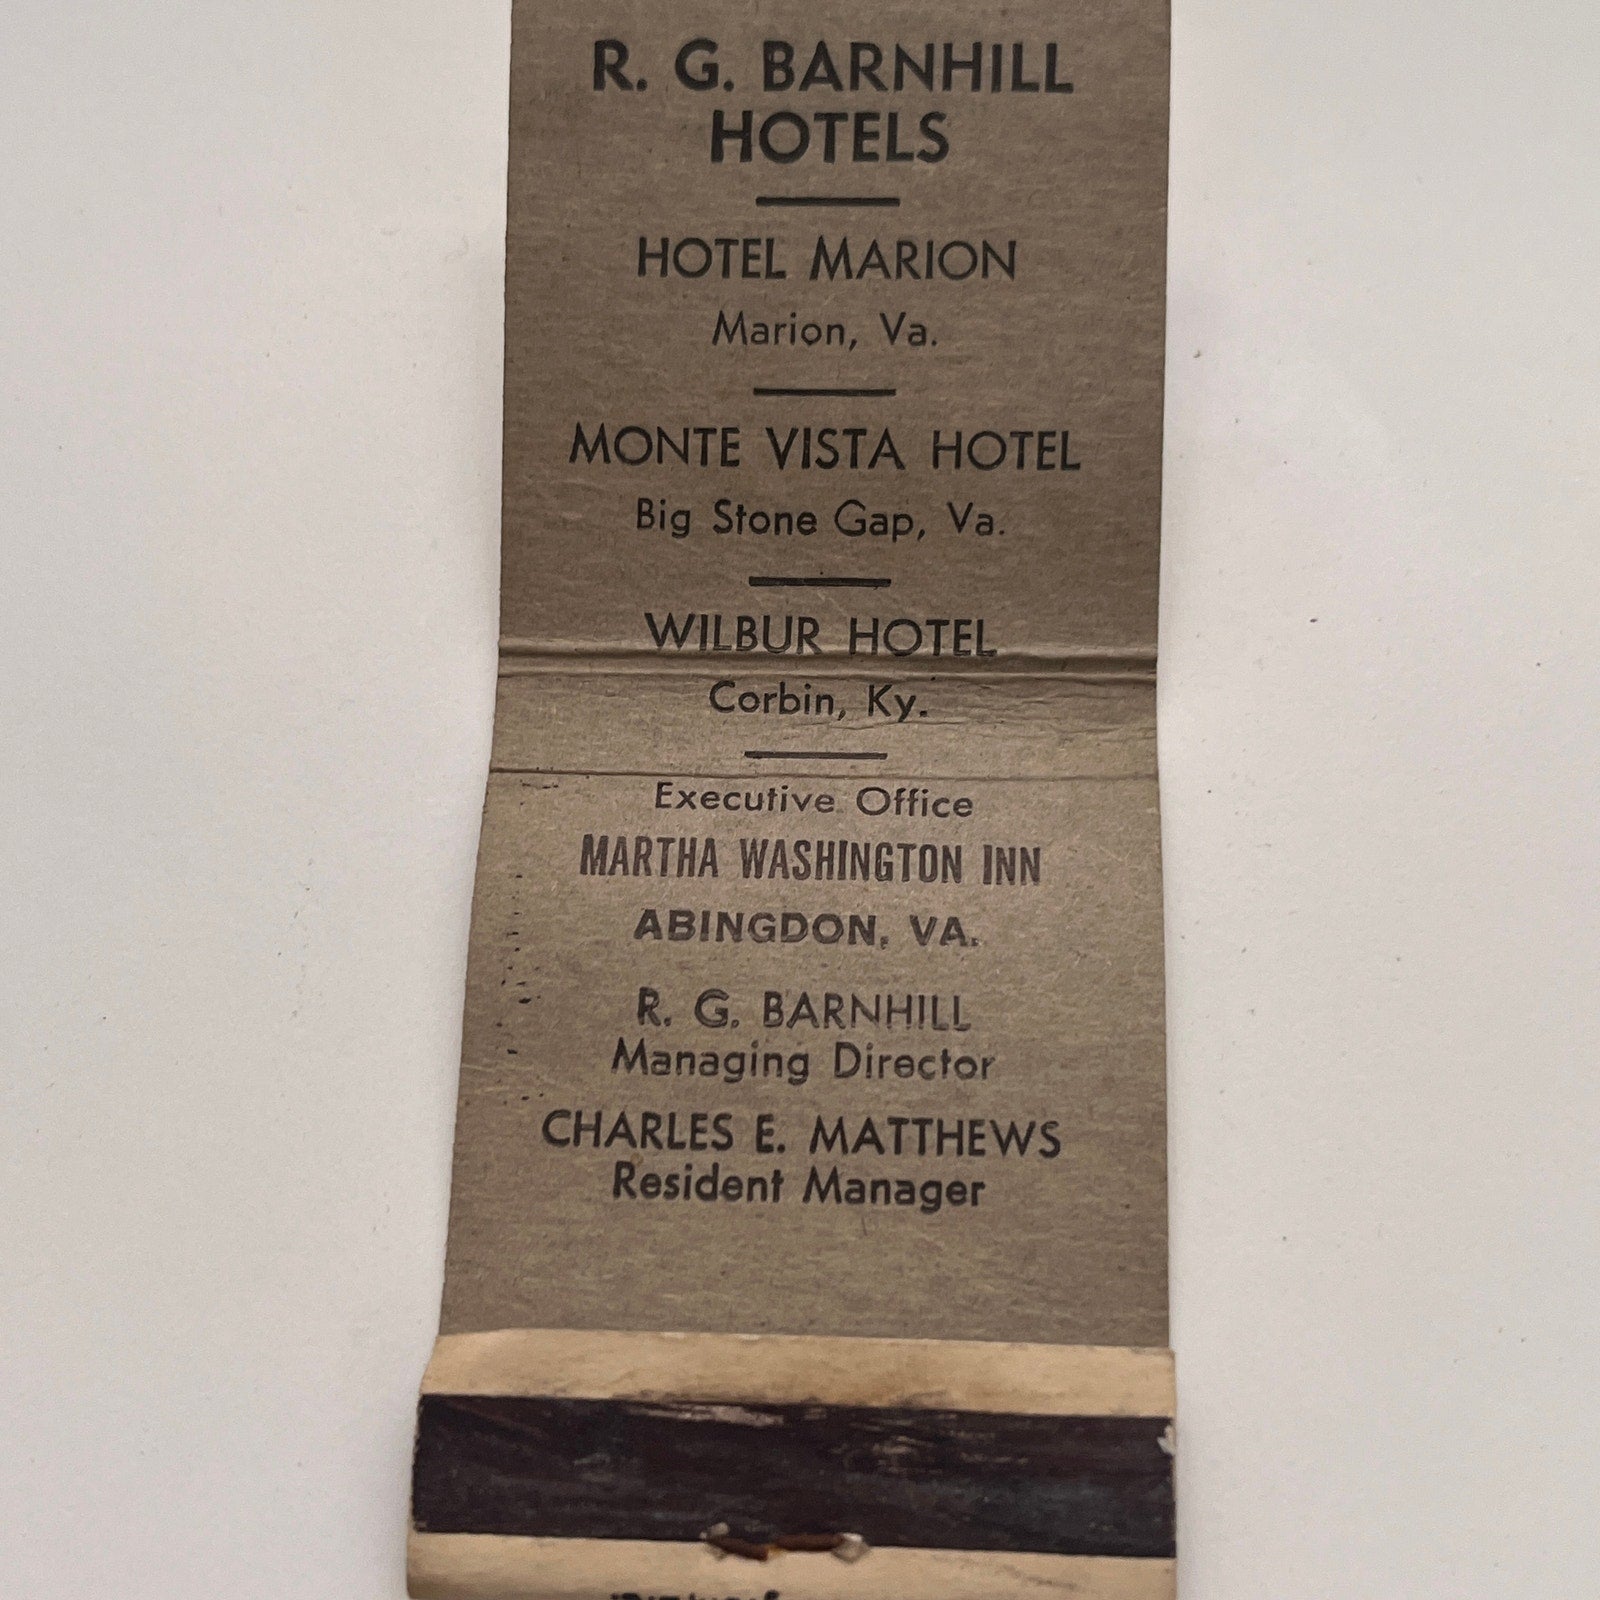 R. G. BARNHILL
HOTELS
HOTEL MARION
Marion, Va.
MONTE VISTA HOTEL
Big Stone Gap, Va.
WILBUR HOTEL
Corbin, Ky.
Executive Office
MARTHA WASHINGTON INN
ABINGDON, VA.
R. G. BARNHILL
Managing Director
CHARLES E. MATTHEWS
Resident Manager